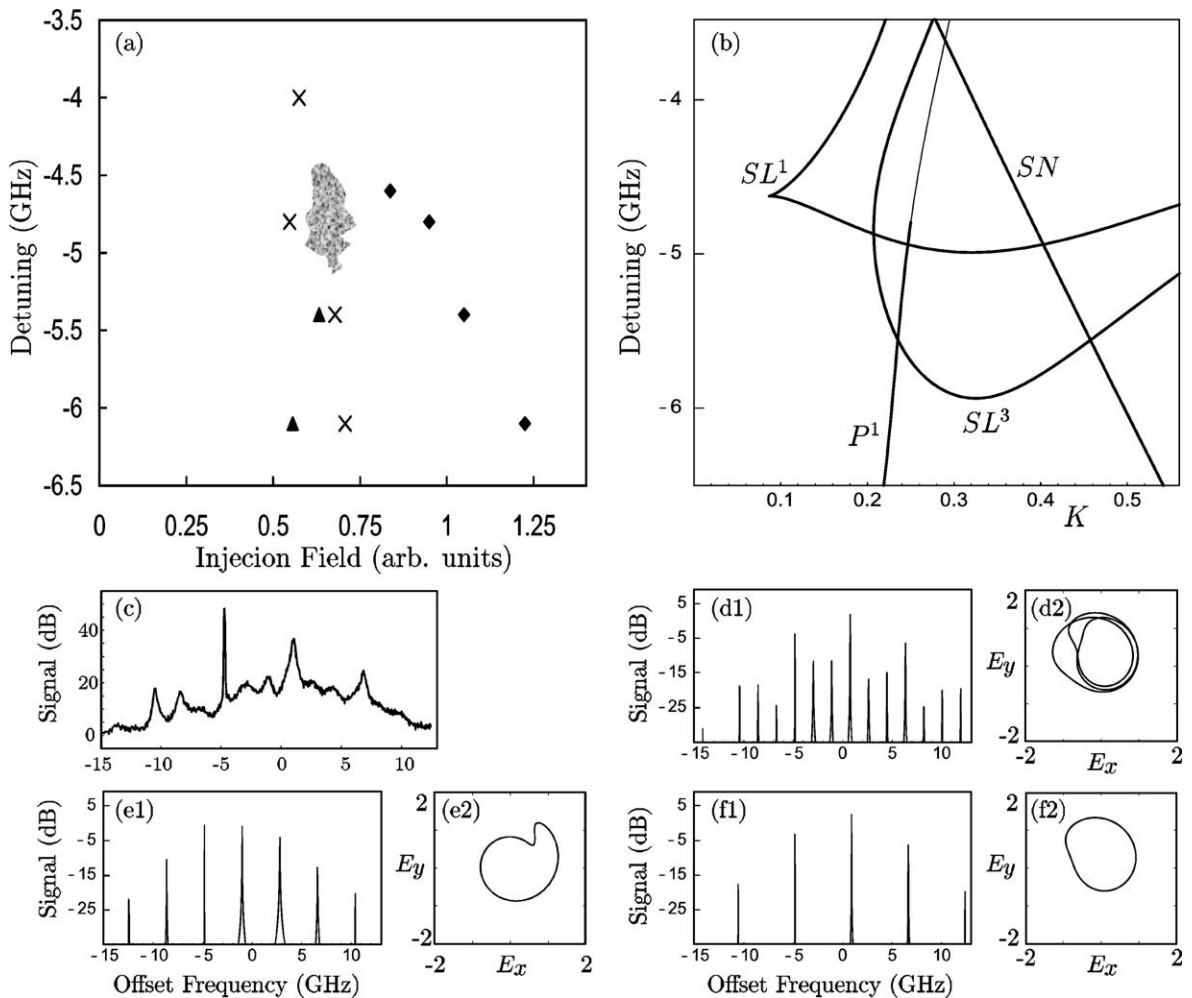 (a)
-3.5
-4
-4.5
-5
-5.5
-6
-6.5
Detuning (GHz)
0 0.25 0.5 0.75 1 1.25
Injecion Field (arb. units)
(b)
-4
-5
-6
Detuning (GHz)
SL¹
SN
P¹
SL³
0.1 0.2 0.3 0.4 0.5
K
(c)
40
20
0
Signal (dB)
-15 -10 -5 0 5 10
(d1)
5
-5
-15
-25
Signal (dB)
-15 -10 -5 0 5 10
(d2)
2
Ey
-2
-2 Ex 2
(e1)
5
-5
-15
-25
Signal (dB)
-15 -10 -5 0 5 10
Offset Frequency (GHz)
(e2)
2
Ey
-2
-2 Ex 2
(f1)
5
-5
-15
-25
Signal (dB)
-15 -10 -5 0 5 10
Offset Frequency (GHz)
(f2)
2
Ey
-2
-2 Ex 2